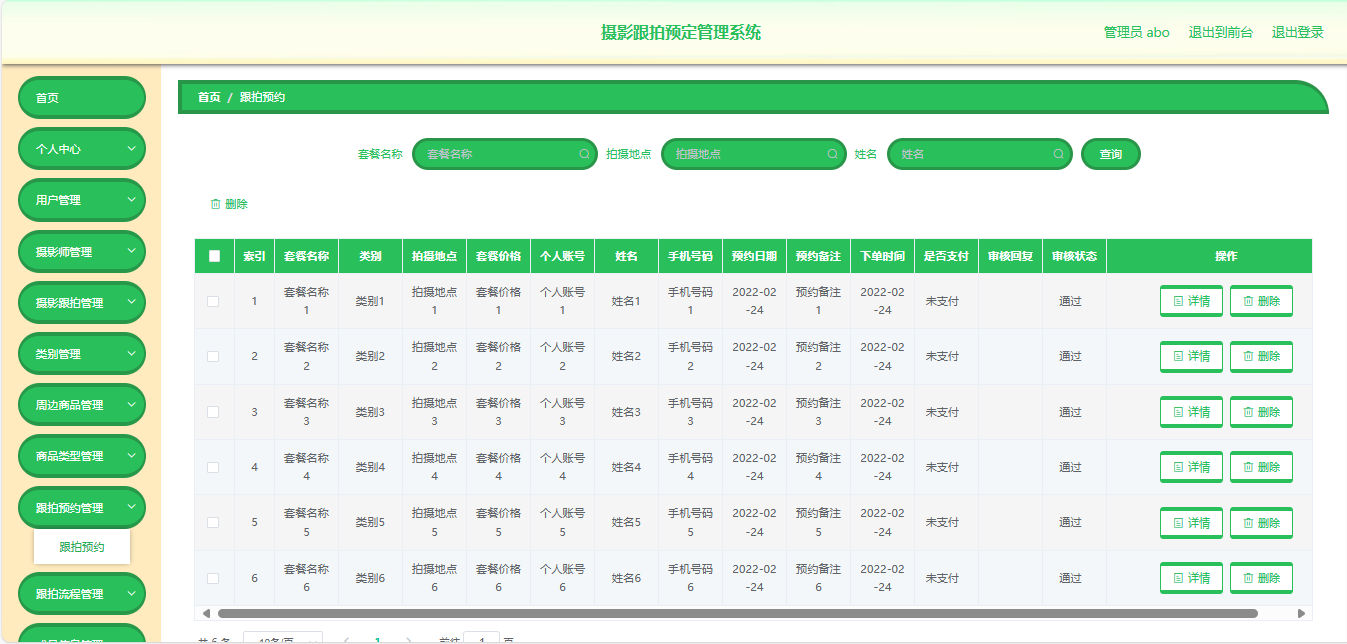 摄影跟拍预定管理系统
管理员 abo 退出到前台 退出登录
首页
个人中心
用户管理
摄影师管理
摄影跟拍管理
类别管理
周边商品管理
商品类型管理
跟拍预约管理
跟拍预约
跟拍流程管理
首页 / 跟拍预约
套餐名称 套餐名称 拍摄地点 拍摄地点 姓名 姓名 查询
删除
索引 套餐名称 类别 拍摄地点 套餐价格 个人账号 姓名 手机号码 预约日期 预约备注 下单时间 是否支付 审核回复 审核状态 操作
1 套餐名称1 类别1 拍摄地点1 套餐价格1 个人账号1 姓名1 手机号码1 2022-02-24 预约备注1 2022-02-24 未支付 通过 详情 删除
2 套餐名称2 类别2 拍摄地点2 套餐价格2 个人账号2 姓名2 手机号码2 2022-02-24 预约备注2 2022-02-24 未支付 通过 详情 删除
3 套餐名称3 类别3 拍摄地点3 套餐价格3 个人账号3 姓名3 手机号码3 2022-02-24 预约备注3 2022-02-24 未支付 通过 详情 删除
4 套餐名称4 类别4 拍摄地点4 套餐价格4 个人账号4 姓名4 手机号码4 2022-02-24 预约备注4 2022-02-24 未支付 通过 详情 删除
5 套餐名称5 类别5 拍摄地点5 套餐价格5 个人账号5 姓名5 手机号码5 2022-02-24 预约备注5 2022-02-24 未支付 通过 详情 删除
6 套餐名称6 类别6 拍摄地点6 套餐价格6 个人账号6 姓名6 手机号码6 2022-02-24 预约备注6 2022-02-24 未支付 通过 详情 删除
共 6 条 10条/页 1 前往 1 页